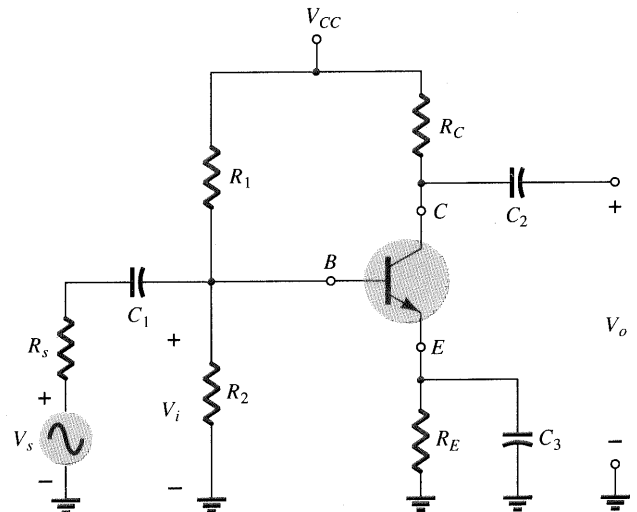 V_CC
R_C
R_1
C
C_2
+
B
C_1
R_s
+
E
V_o
+
R_2
V_i
V_s
R_E
C_3
−
−
−